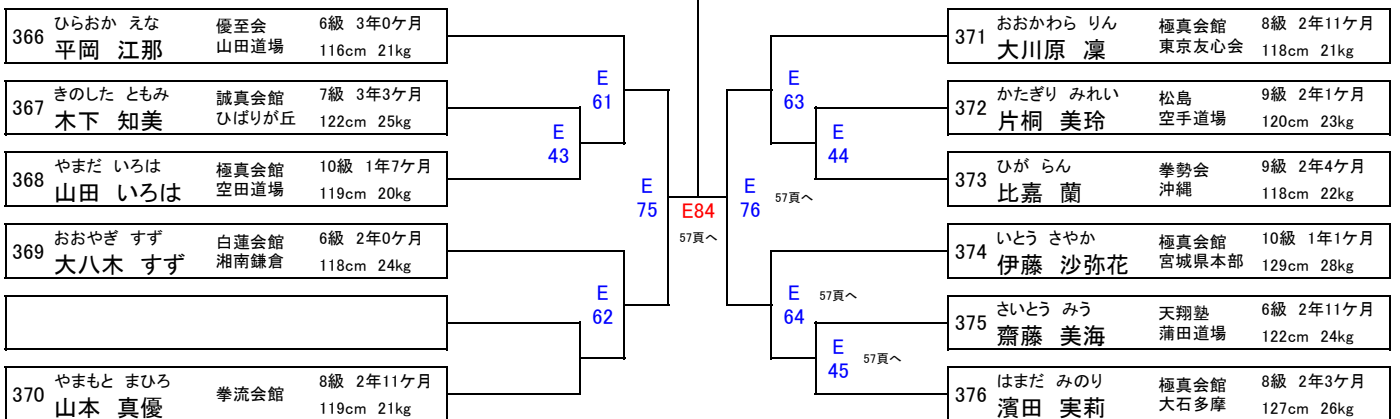 366 ひらおか えな 優至会 6級 3年0ケ月
平岡 江那 山田道場 116cm 21kg
367 きのした ともみ 誠真会館 7級 3年3ケ月
木下 知美 ひばりが丘 122cm 25kg
368 やまだ いろは 極真会館 10級 1年7ケ月
山田 いろは 空田道場 119cm 20kg
369 おおやぎ すず 白蓮会館 6級 2年0ケ月
大八木 すず 湘南鎌倉 118cm 24kg
370 やまもと まひろ 拳流会館 8級 2年11ケ月
山本 真優 119cm 21kg
E
61
E
43
E
75
E
62
E84
57頁へ
E
76 57頁へ
E
63
E
44
E 57頁へ
64
E 57頁へ
45
371 おおかわら りん 極真会館 8級 2年11ケ月
大川原 凜 東京友心会 118cm 21kg
372 かたぎり みれい 松島 9級 2年1ケ月
片桐 美玲 空手道場 120cm 23kg
373 ひが らん 拳勢会 9級 2年4ケ月
比嘉 蘭 沖縄 118cm 22kg
374 いとう さやか 極真会館 10級 1年1ケ月
伊藤 沙弥花 宮城県本部 129cm 28kg
375 さいとう みう 天翔塾 6級 2年11ケ月
齋藤 美海 蒲田道場 122cm 24kg
376 はまだ みのり 極真会館 8級 2年3ケ月
濱田 実莉 大石多摩 127cm 26kg